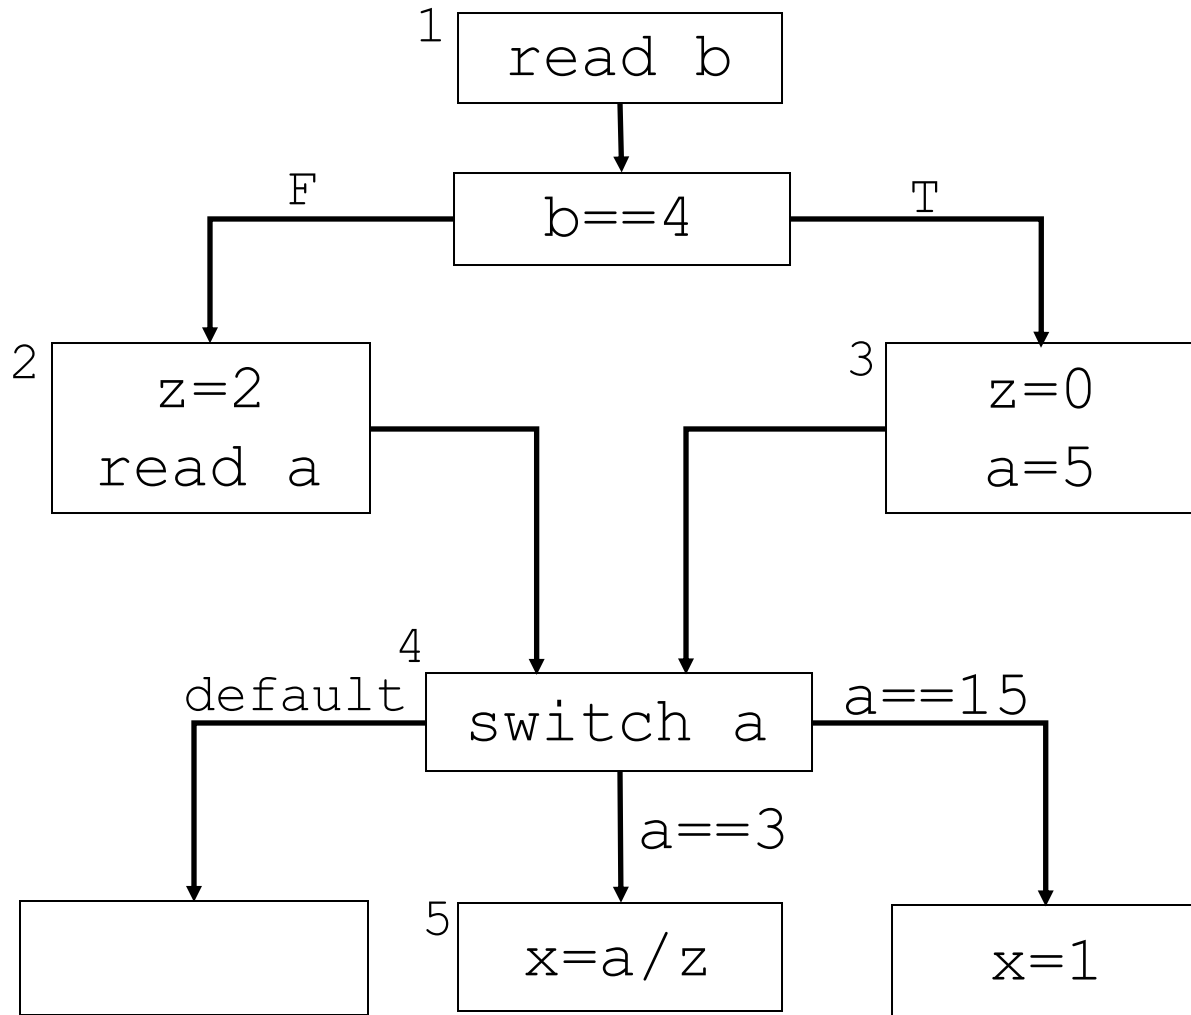 1
read b
F
T
b==4
2
z=2
read a
3
z=0
a=5
4
default
switch a
a==15
a==3
5
x=a/z
x=1